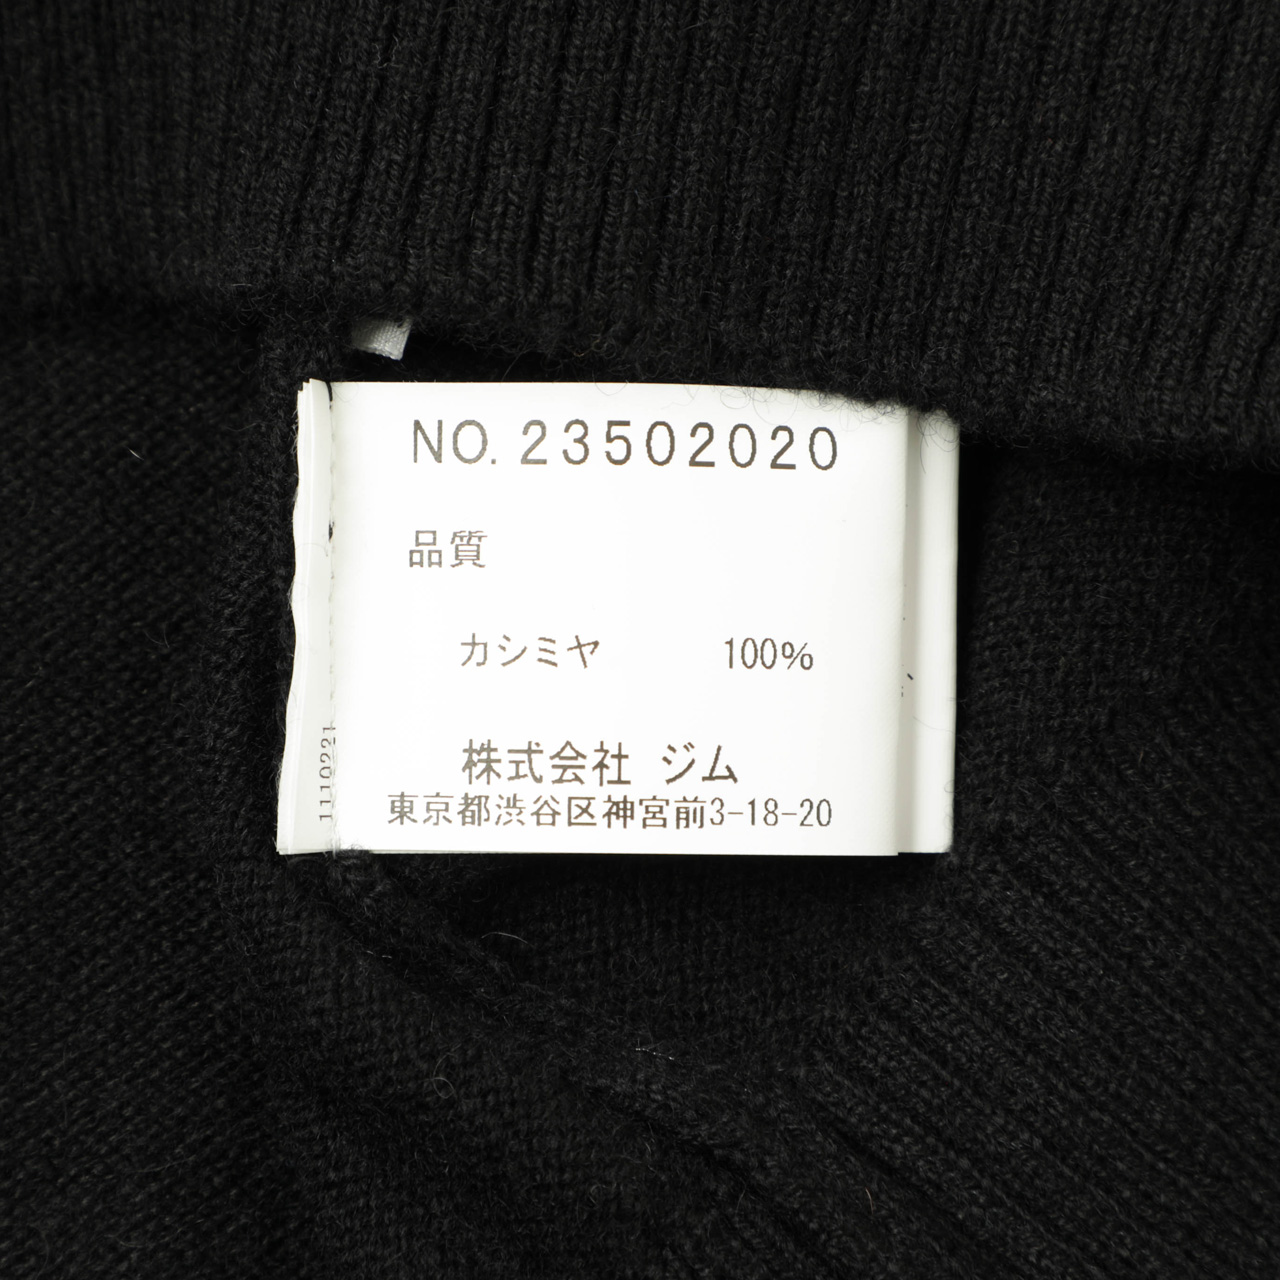 NO. 23502020
品質
カシミヤ 100%
株式会社 ジム
東京都渋谷区神宮前3-18-20
1110221